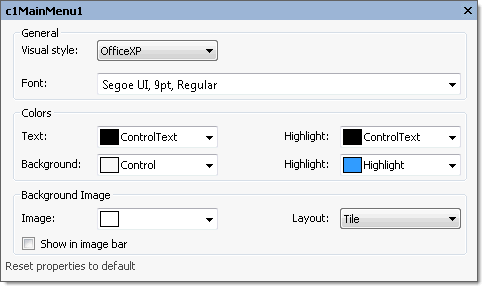 c1MainMenu1
General
Visual style: OfficeXP
Font: Segoe UI, 9pt, Regular
Colors
Text: ControlText Highlight: ControlText
Background: Control Highlight: Highlight
Background Image
Image: Layout: Tile
Show in image bar
Reset properties to default